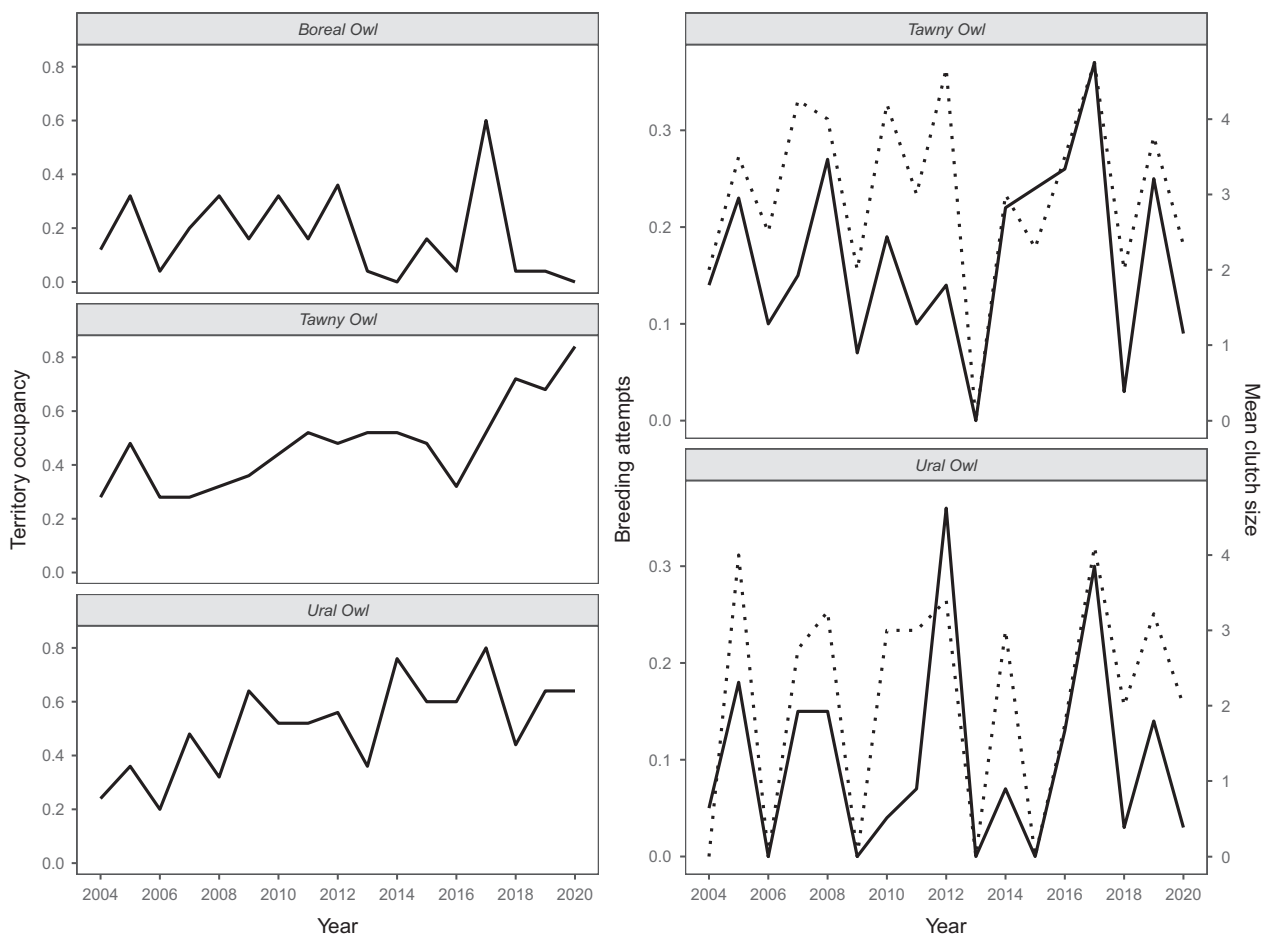 Boreal Owl
0.8
0.6
0.4
0.2
0.0
Tawny Owl
0.8
0.6
0.4
0.2
0.0
Ural Owl
0.8
0.6
0.4
0.2
0.0
2004 2006 2008 2010 2012 2014 2016 2018 2020
Year
Territory occupancy
Tawny Owl
0.3
0.2
0.1
0.0
4
3
2
1
0
Ural Owl
0.3
0.2
0.1
0.0
4
3
2
1
0
2004 2006 2008 2010 2012 2014 2016 2018 2020
Year
Breeding attempts
Mean clutch size